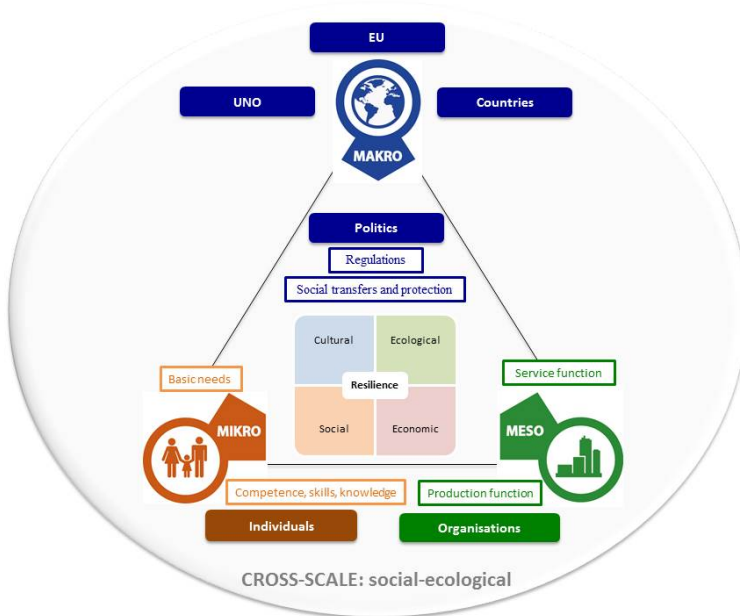 EU
UNO
Countries
MAKRO
Politics
Regulations
Social transfers and protection
Cultural
Ecological
Resilience
Social
Economic
Basic needs
MIKRO
Service function
MESO
Competence, skills, knowledge
Production function
Individuals
Organisations
CROSS-SCALE: social-ecological